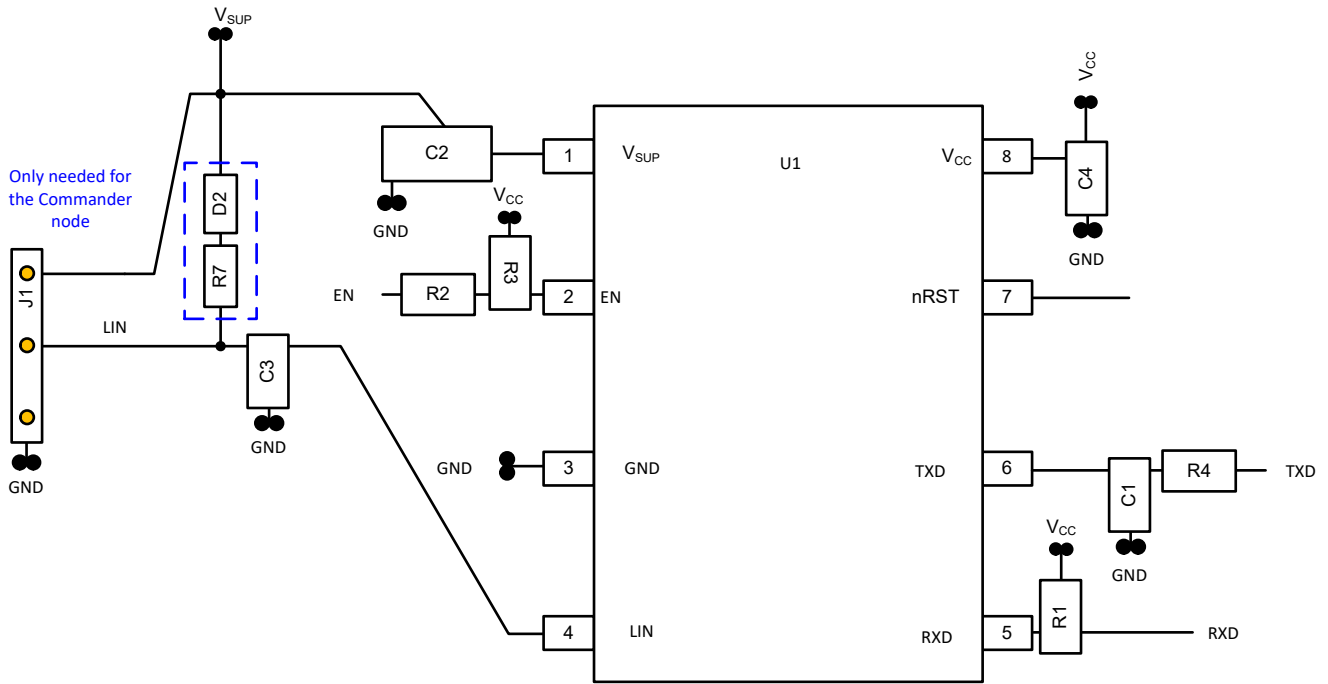 VSUP
Only needed for
the Commander
node
D2
R7
J1
LIN
C3
GND
GND
C2
GND
VCC
R3
EN
R2
2
EN
1
VSUP
U1
VCC
8
VCC
C4
GND
nRST
7
GND
3
GND
TXD
6
C1
R4
TXD
GND
VCC
4
LIN
RXD
5
R1
RXD